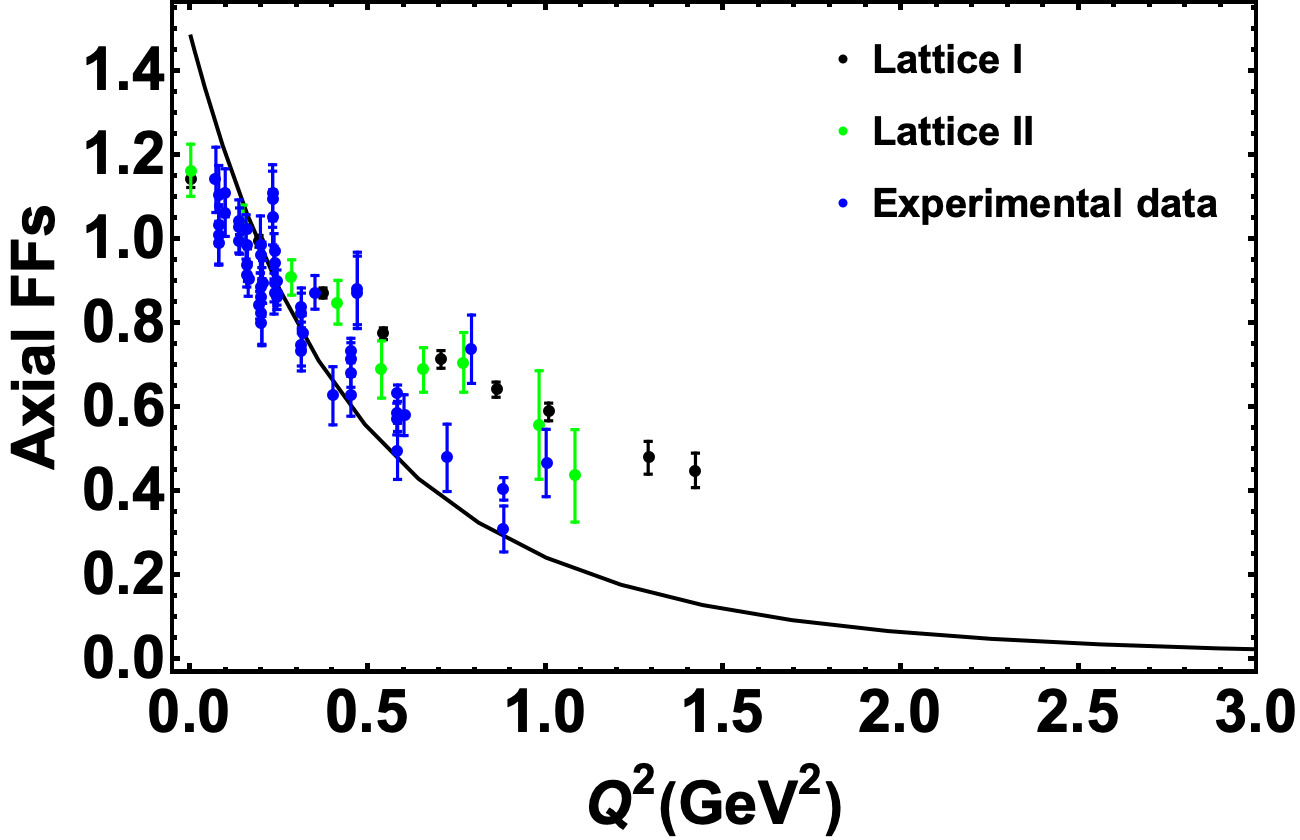 Lattice I
Lattice II
Experimental data
1.4
1.2
1.0
0.8
0.6
0.4
0.2
0.0
Axial FFs
0.0 0.5 1.0 1.5 2.0 2.5 3.0
Q²(GeV²)